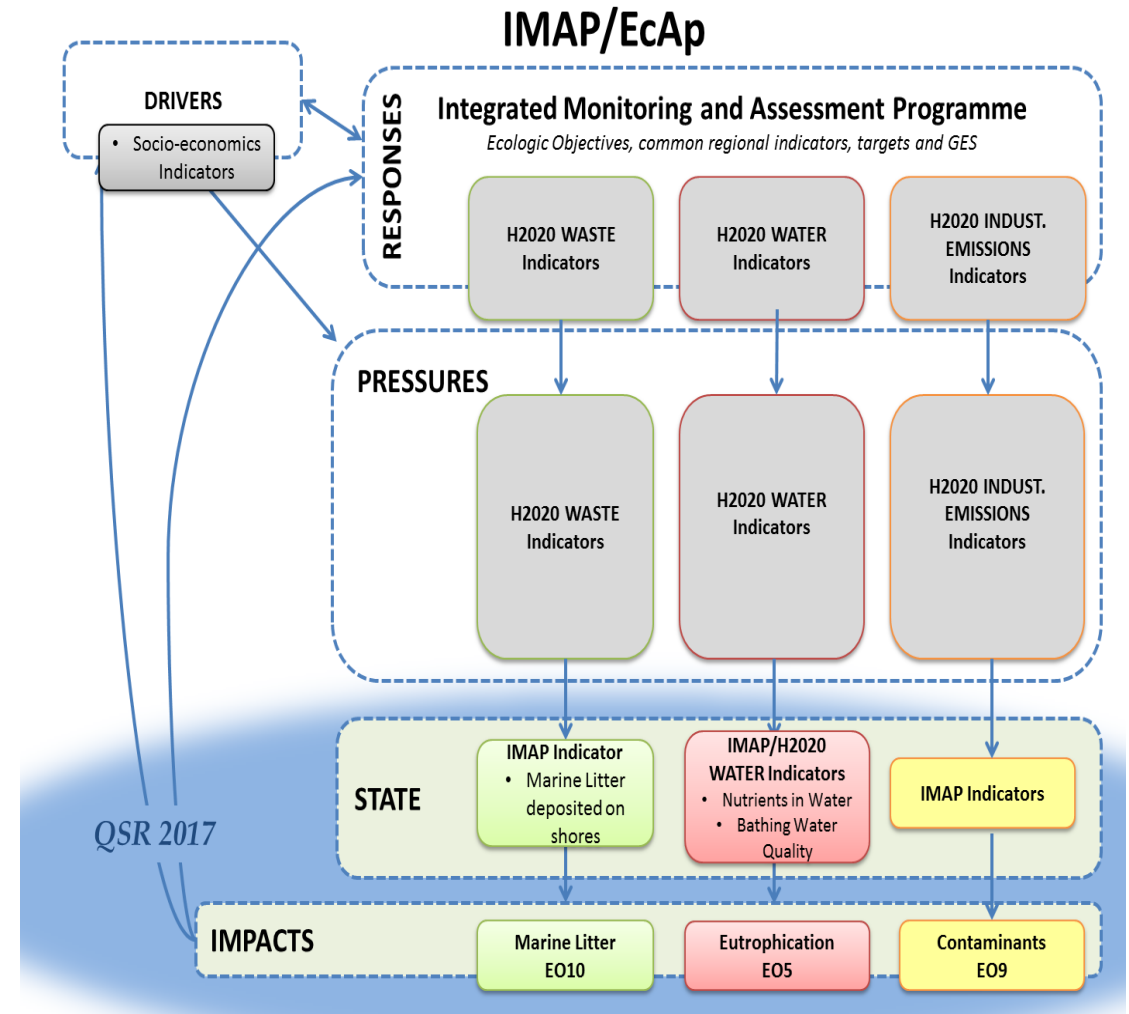 IMAP/EcAp
DRIVERS
• Socio-economics
Indicators
RESPONSES
Integrated Monitoring and Assessment Programme
Ecologic Objectives, common regional indicators, targets and GES
H2020 WASTE
Indicators
H2020 WATER
Indicators
H2020 INDUST.
EMISSIONS
Indicators
PRESSURES
H2020 WASTE
Indicators
H2020 WATER
Indicators
H2020 INDUST.
EMISSIONS
Indicators
STATE
IMAP Indicator
• Marine Litter
deposited on
shores
IMAP/H2020
WATER Indicators
• Nutrients in Water
• Bathing Water
Quality
IMAP Indicators
QSR 2017
IMPACTS
Marine Litter
EO10
Eutrophication
EO5
Contaminants
EO9